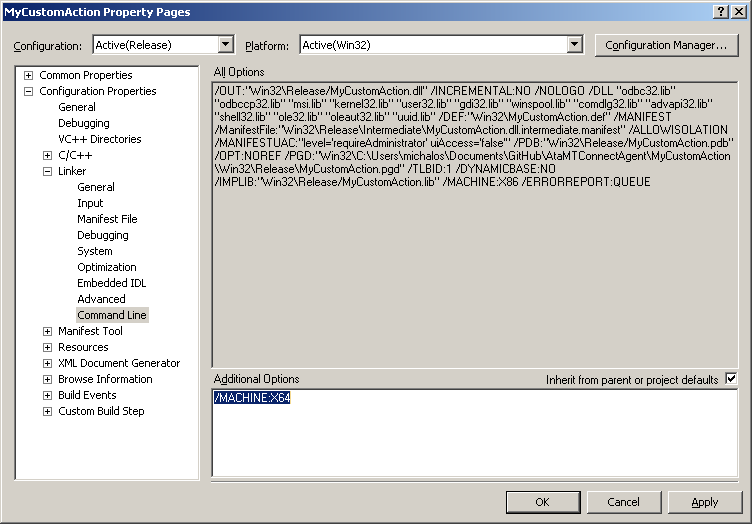 MyCustomAction Property Pages
Configuration: Active(Release) Platform: Active(Win32) Configuration Manager...
Common Properties
Configuration Properties
General
Debugging
VC++ Directories
C/C++
Linker
General
Input
Manifest File
Debugging
System
Optimization
Embedded IDL
Advanced
Command Line
Manifest Tool
Resources
XML Document Generator
Browse Information
Build Events
Custom Build Step
All Options
/OUT:"Win32\Release/MyCustomAction.dll" /INCREMENTAL:NO /NOLOGO /DLL "odbc32.lib"
"odbccp32.lib" "msi.lib" "kernel32.lib" "user32.lib" "gdi32.lib" "winspool.lib" "comdlg32.lib" "advapi32.lib"
"shell32.lib" "ole32.lib" "oleaut32.lib" "uuid.lib" /DEF:"Win32\MyCustomAction.def" /MANIFEST
/ManifestFile:"Win32\Release\Intermediate\MyCustomAction.dll.intermediate.manifest" /ALLOWISOLATION
/MANIFESTUAC:"level='requireAdministrator' uiAccess='false'" /PDB:"Win32\Release/MyCustomAction.pdb"
/OPT:NOREF /PGD:"Win32\C:\Users\michalos\Documents\GitHub\AtaMTConnectAgent\MyCustomAction
\Win32\Release\MyCustomAction.pgd" /TLBID:1 /DYNAMICBASE:NO
/IMPLIB:"Win32\Release/MyCustomAction.lib" /MACHINE:X86 /ERRORREPORT:QUEUE
Additional Options Inherit from parent or project defaults
/MACHINE:X64
OK Cancel Apply